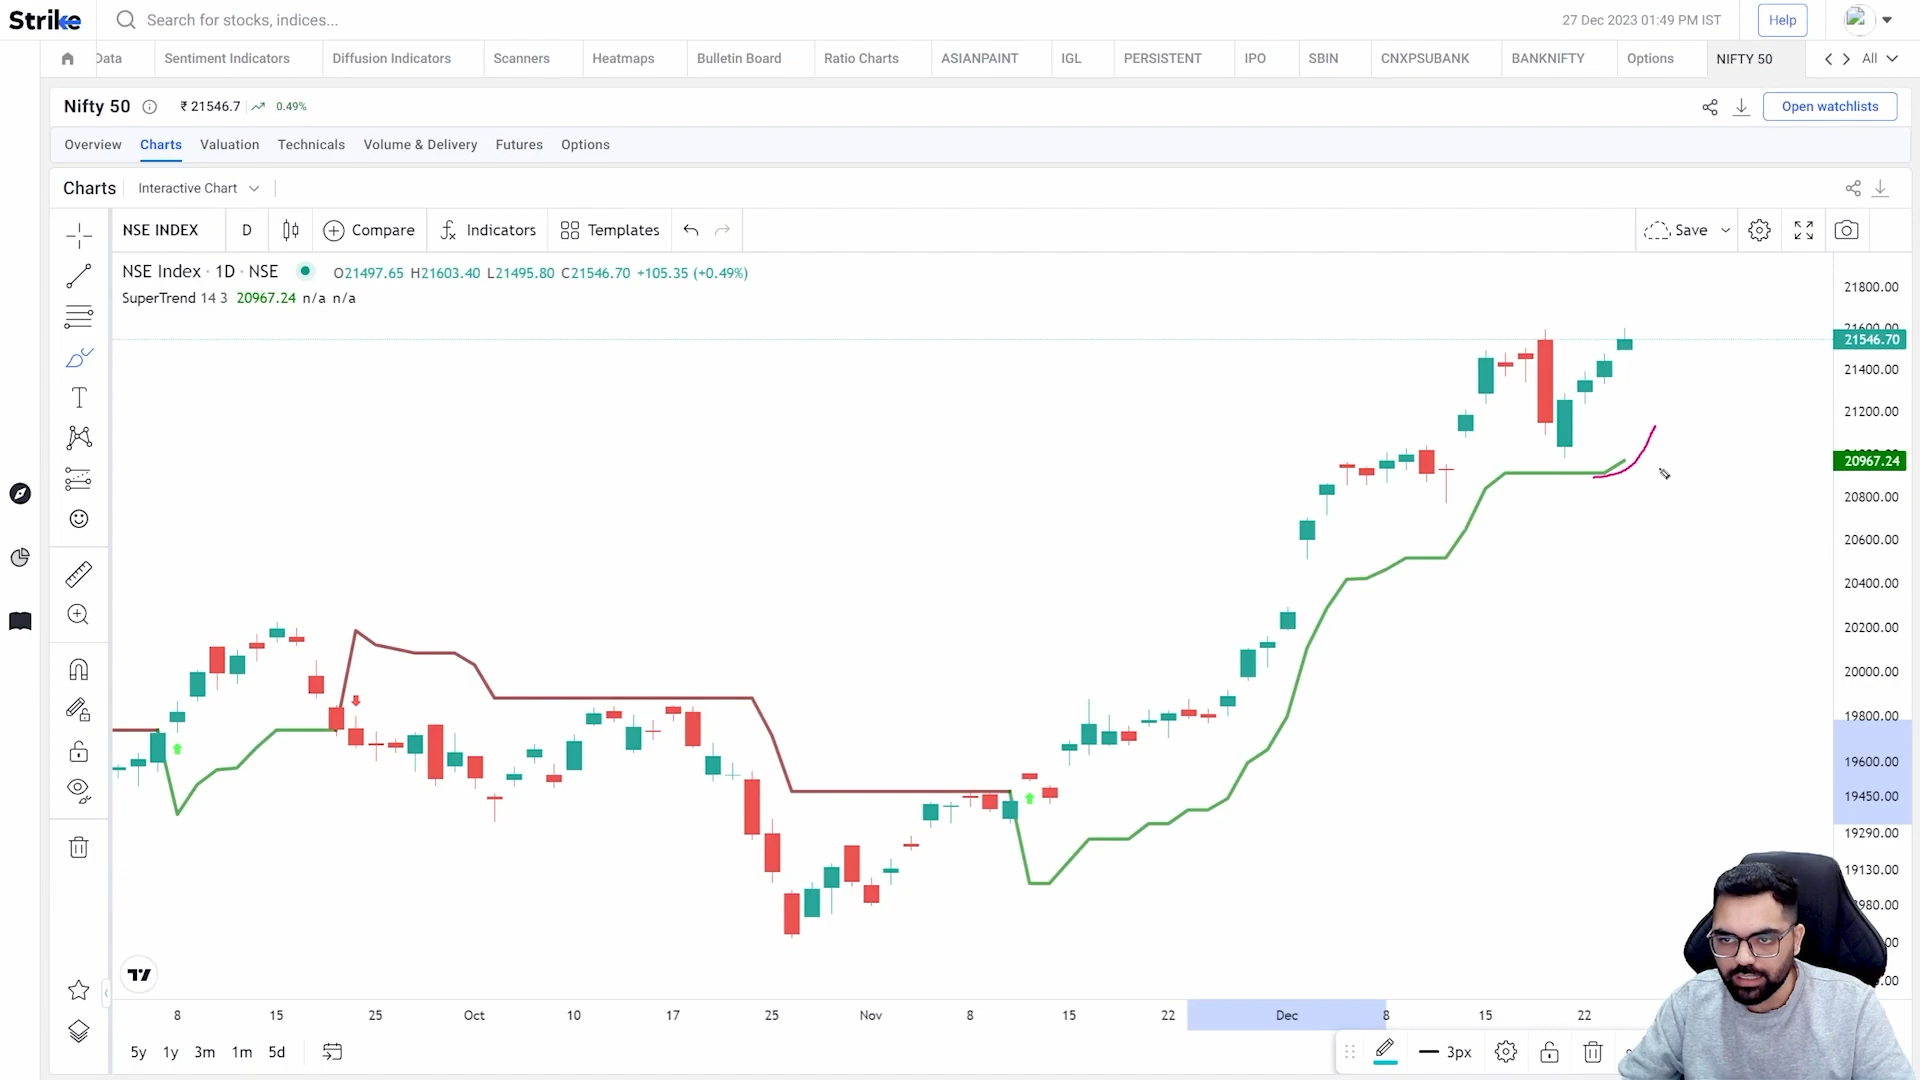 Strike
Search for stocks, indices...
27 Dec 2023 01:49 PM IST
Help
Data
Sentiment Indicators
Diffusion Indicators
Scanners
Heatmaps
Bulletin Board
Ratio Charts
ASIANPAINT
IGL
PERSISTENT
IPO
SBIN
CNXPSUBANK
BANKNIFTY
Options
NIFTY 50
All
Nifty 50
₹ 21546.7
0.49%
Open watchlists
Overview
Charts
Valuation
Technicals
Volume & Delivery
Futures
Options
Charts
Interactive Chart
NSE INDEX
D
Compare
Indicators
Templates
Save
NSE Index · 1D · NSE
O21497.65 H21603.40 L21495.80 C21546.70 +105.35 (+0.49%)
SuperTrend 14 3 20967.24 n/a n/a
21800.00
21600.00
21546.70
21400.00
21200.00
20967.24
20800.00
20600.00
20400.00
20200.00
20000.00
19800.00
19600.00
19450.00
19290.00
19130.00
8
15
25
Oct
10
17
25
Nov
8
15
22
Dec
8
15
22
5y
1y
3m
1m
5d
3px